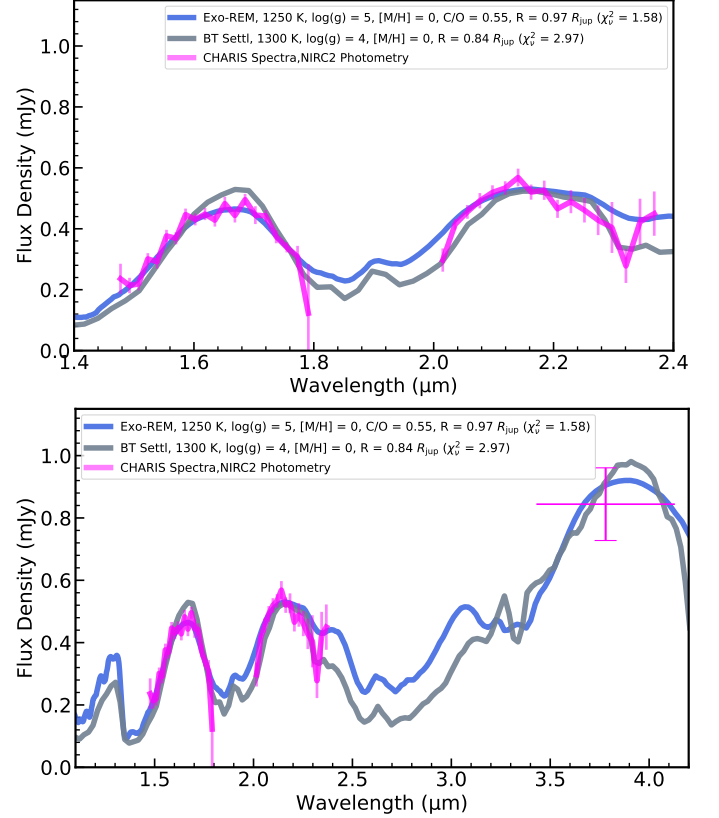 Exo-REM, 1250 K, log(g) = 5, [M/H] = 0, C/O = 0.55, R = 0.97 R_jup (χ²_ν = 1.58)
BT Settl, 1300 K, log(g) = 4, [M/H] = 0, R = 0.84 R_jup (χ²_ν = 2.97)
CHARIS Spectra,NIRC2 Photometry
Flux Density (mJy)
1.0
0.8
0.6
0.4
0.2
0.0
1.4 1.6 1.8 2.0 2.2 2.4
Wavelength (μm)
Exo-REM, 1250 K, log(g) = 5, [M/H] = 0, C/O = 0.55, R = 0.97 R_jup (χ²_ν = 1.58)
BT Settl, 1300 K, log(g) = 4, [M/H] = 0, R = 0.84 R_jup (χ²_ν = 2.97)
CHARIS Spectra,NIRC2 Photometry
Flux Density (mJy)
1.0
0.8
0.6
0.4
0.2
0.0
1.5 2.0 2.5 3.0 3.5 4.0
Wavelength (μm)